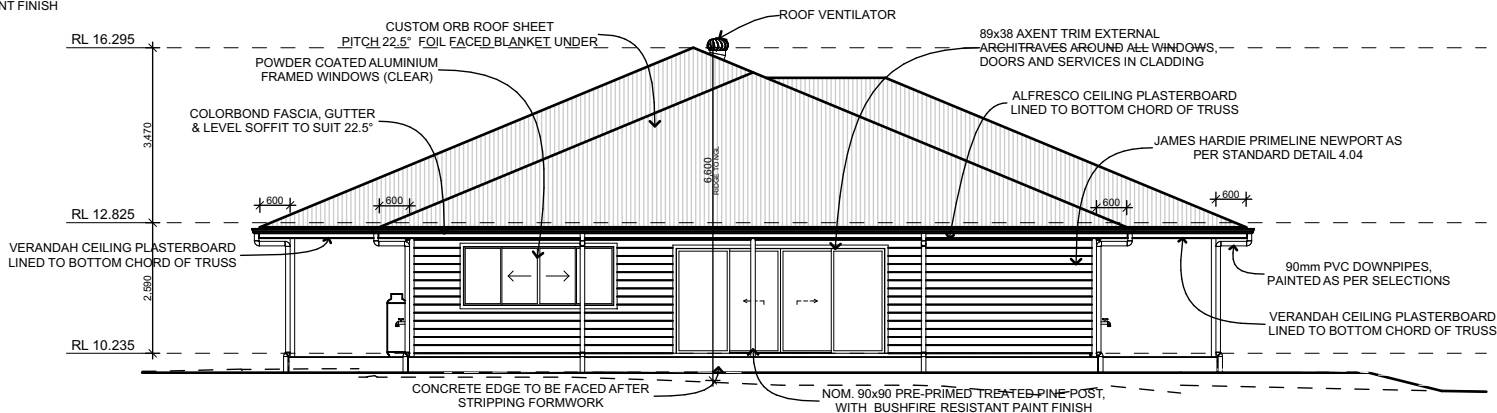 NT FINISH
RL 16.295
CUSTOM ORB ROOF SHEET
PITCH 22.5° FOIL FACED BLANKET UNDER
ROOF VENTILATOR
89x38 AXENT TRIM EXTERNAL
ARCHITRAVES AROUND ALL WINDOWS,
DOORS AND SERVICES IN CLADDING
POWDER COATED ALUMINIUM
FRAMED WINDOWS (CLEAR)
COLORBOND FASCIA, GUTTER
& LEVEL SOFFIT TO SUIT 22.5°
ALFRESCO CEILING PLASTERBOARD
LINED TO BOTTOM CHORD OF TRUSS
JAMES HARDIE PRIMELINE NEWPORT AS
PER STANDARD DETAIL 4.04
3.470
6.600
RIDGE TO NGL
600
600
600
600
RL 12.825
VERANDAH CEILING PLASTERBOARD
LINED TO BOTTOM CHORD OF TRUSS
2.590
90mm PVC DOWNPIPES,
PAINTED AS PER SELECTIONS
VERANDAH CEILING PLASTERBOARD
LINED TO BOTTOM CHORD OF TRUSS
RL 10.235
CONCRETE EDGE TO BE FACED AFTER
STRIPPING FORMWORK
NOM. 90x90 PRE-PRIMED TREATED PINE POST,
WITH BUSHFIRE RESISTANT PAINT FINISH